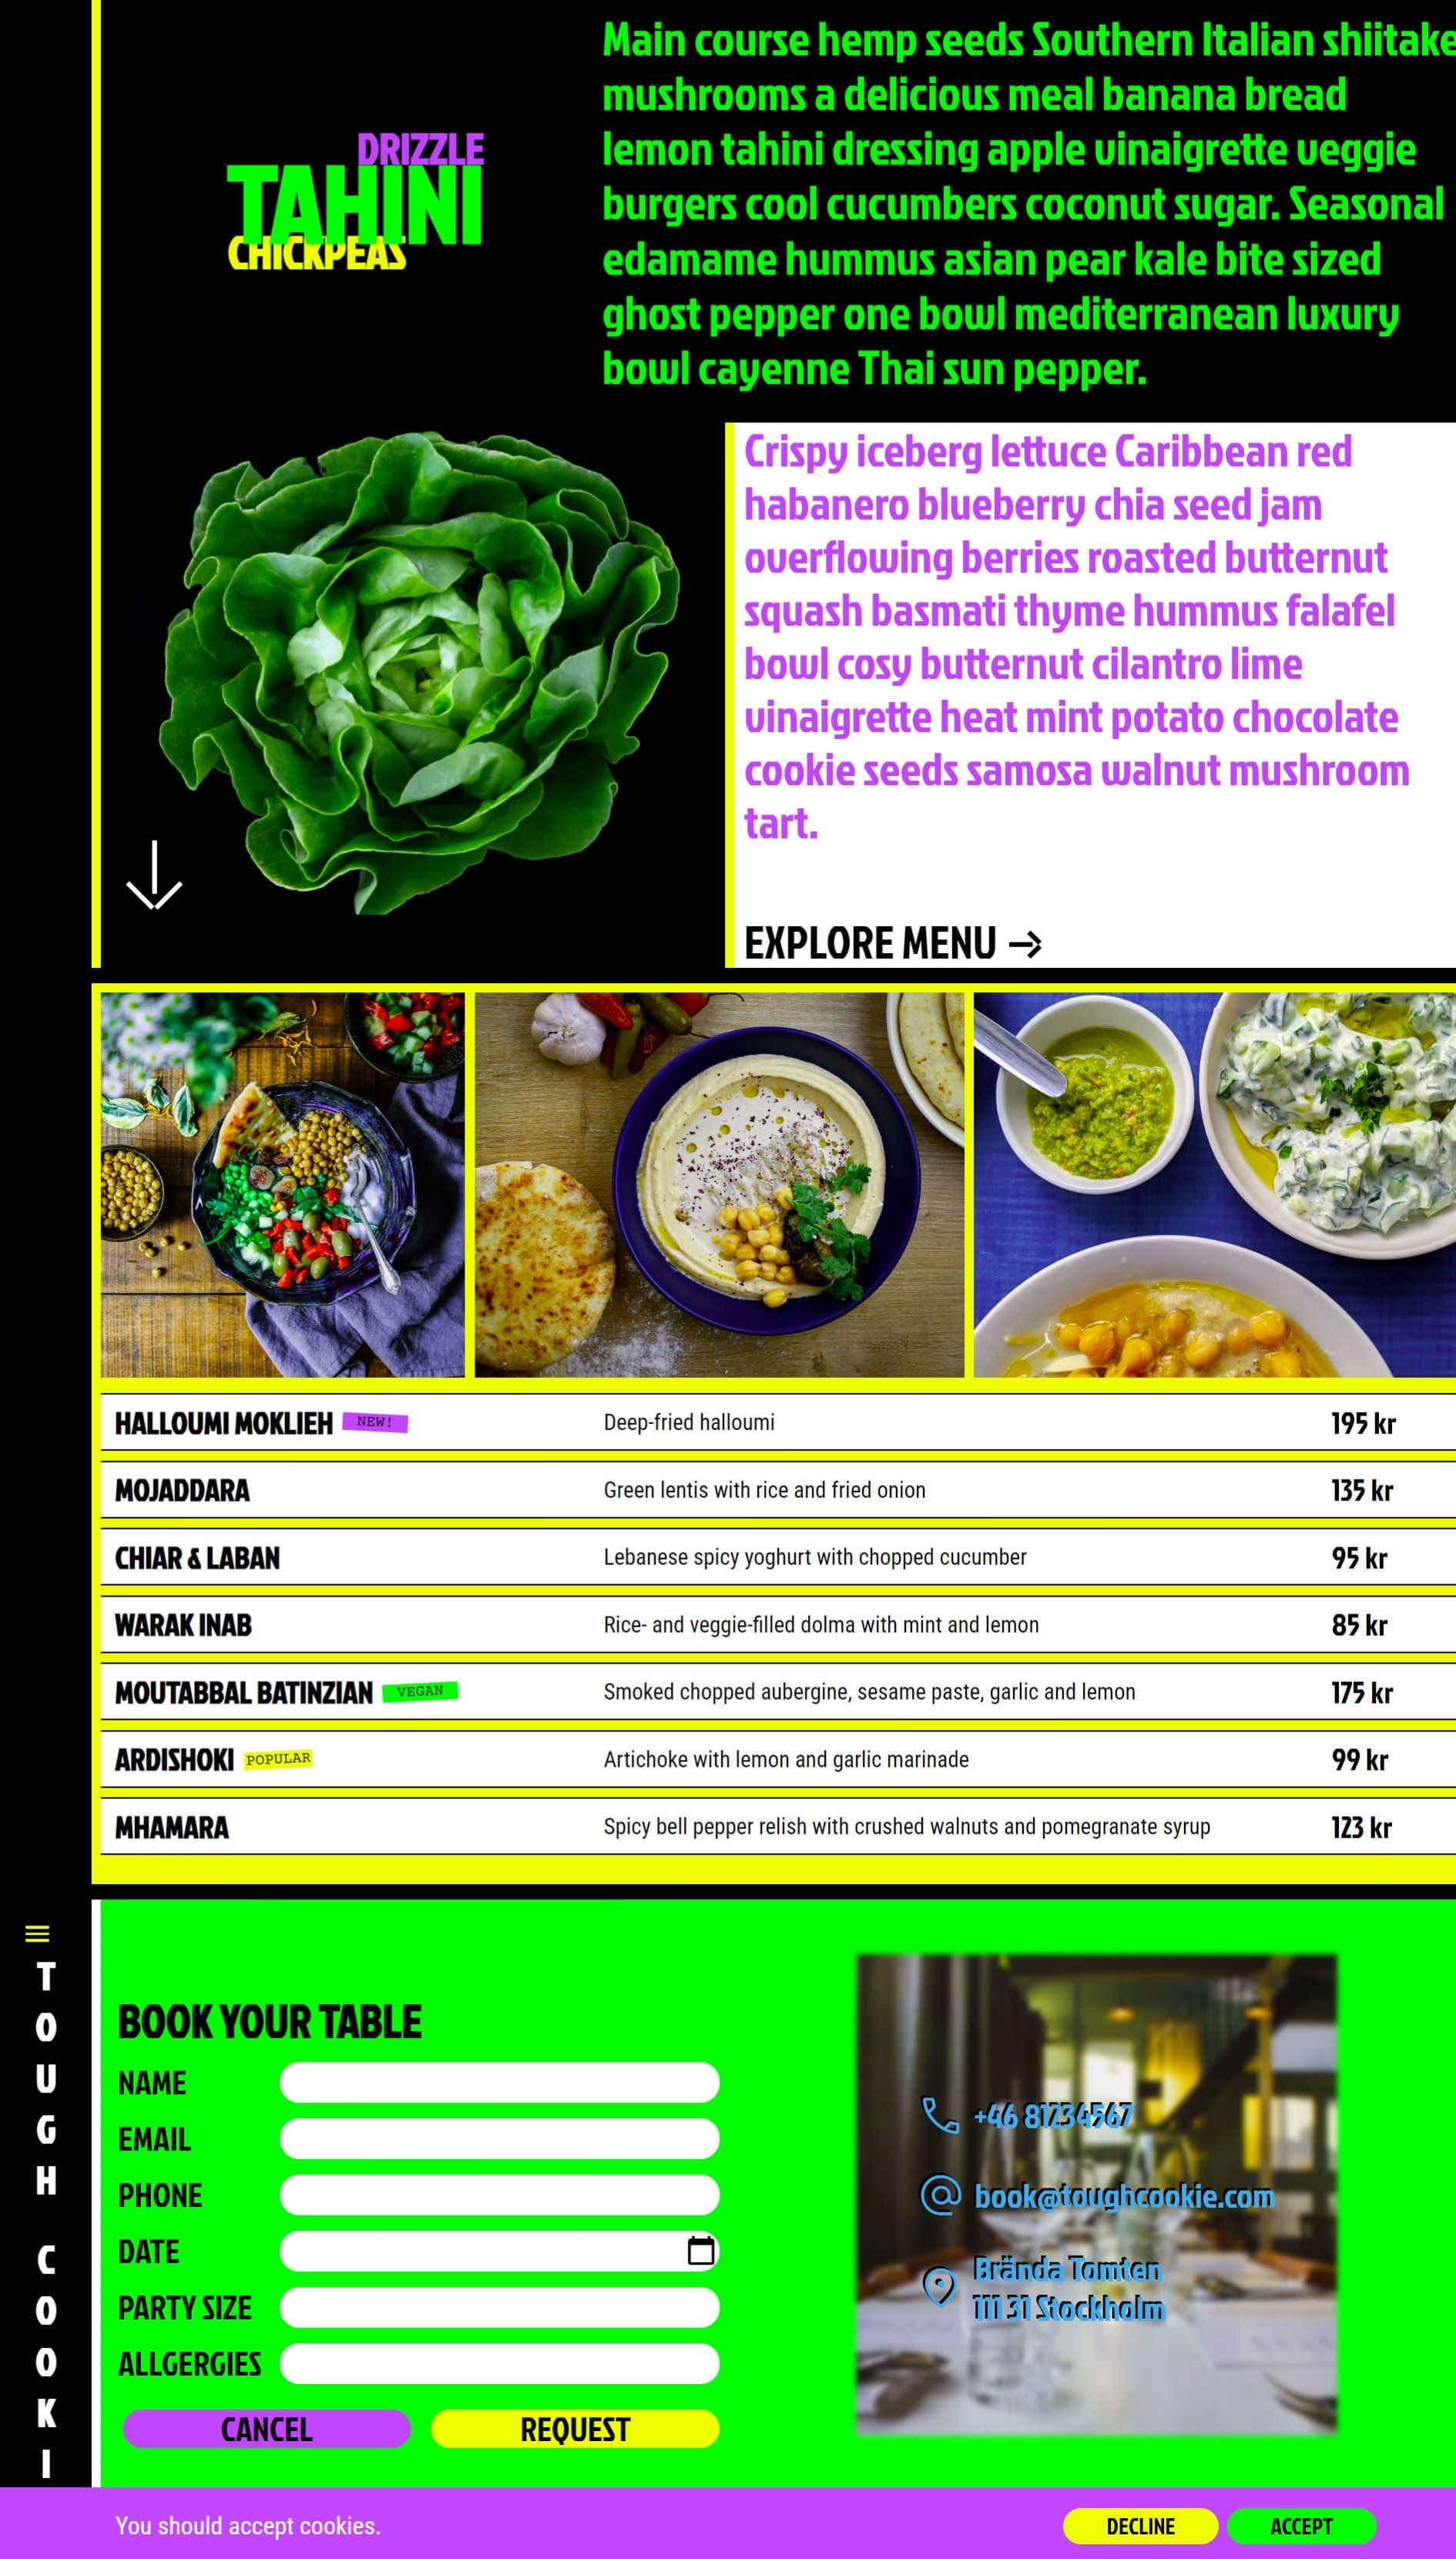 DRIZZLE
TAHINI
CHICKPEAS
Main course hemp seeds Southern Italian shiitake
mushrooms a delicious meal banana bread
lemon tahini dressing apple vinaigrette veggie
burgers cool cucumbers coconut sugar. Seasonal
edamame hummus asian pear kale bite sized
ghost pepper one bowl mediterranean luxury
bowl cayenne Thai sun pepper.
Crispy iceberg lettuce Caribbean red
habanero blueberry chia seed jam
overflowing berries roasted butternut
squash basmati thyme hummus falafel
bowl cosy butternut cilantro lime
vinaigrette heat mint potato chocolate
cookie seeds samosa walnut mushroom
tart.
EXPLORE MENU
HALLOUMI MOKLIEH NEW! Deep-fried halloumi 195 kr
MOJADDARA Green lentis with rice and fried onion 135 kr
CHIAR & LABAN Lebanese spicy yoghurt with chopped cucumber 95 kr
WARAK INAB Rice- and veggie-filled dolma with mint and lemon 85 kr
MOUTABBAL BATINZIAN VEGAN Smoked chopped aubergine, sesame paste, garlic and lemon 175 kr
ARDISHOKI POPULAR Artichoke with lemon and garlic marinade 99 kr
MHAMARA Spicy bell pepper relish with crushed walnuts and pomegranate syrup 123 kr
TOUGH COOKI
BOOK YOUR TABLE
NAME
EMAIL
PHONE
DATE
PARTY SIZE
ALLGERGIES
CANCEL REQUEST
+46 81234567
book@toughcookie.com
Brända Tomten
111 31 Stockholm
You should accept cookies. DECLINE ACCEPT